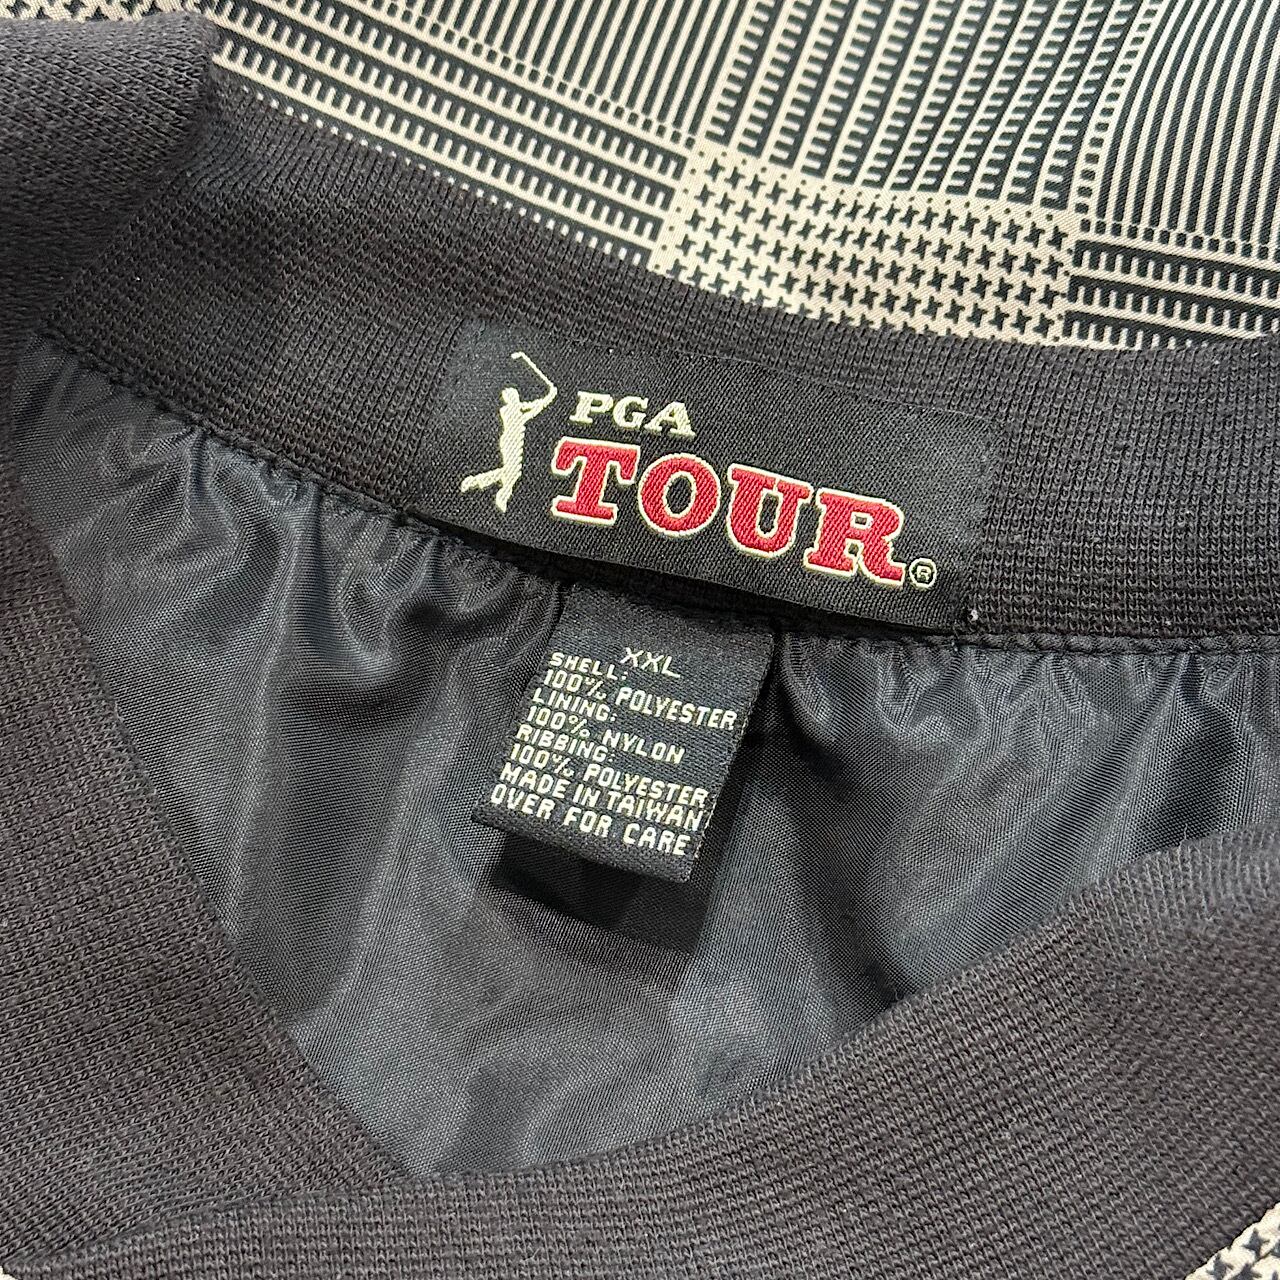 PGA
TOUR®
XXL
SHELL:
100% POLYESTER
LINING:
100% NYLON
RIBBING:
100% POLYESTER
MADE IN TAIWAN
OVER FOR CARE